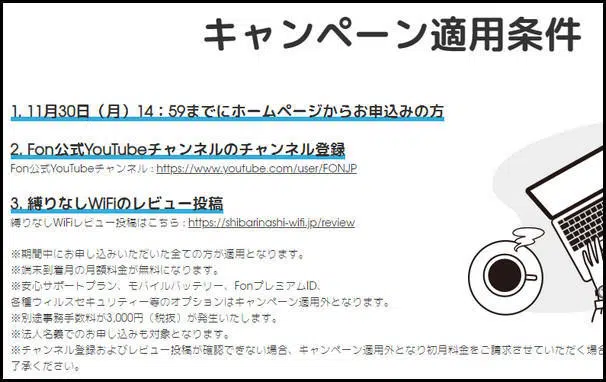 キャンペーン適用条件
1. 11月30日（月）14：59までにホームページからお申込みの方
2. Fon公式YouTubeチャンネルのチャンネル登録
Fon公式YouTubeチャンネル : https://www.youtube.com/user/FONJP
3. 縛りなしWiFiのレビュー投稿
縛りなしWiFiレビュー投稿はこちら : https://shibarinashi-wifi.jp/review
※期間中にお申し込みいただいた全ての方が適用となります。
※端末到着月の月額料金が無料になります。
※安心サポートプラン、モバイルバッテリー、FonプレミアムID、
各種ウィルスセキュリティー等のオプションはキャンペーン適用外となります。
※別途事務手数料が3,000円（税抜）が発生いたします。
※法人名義でのお申し込みも対象となります。
※チャンネル登録およびレビュー投稿が確認できない場合、キャンペーン適用外となり初月料金をご請求させていただく場合
了承ください。